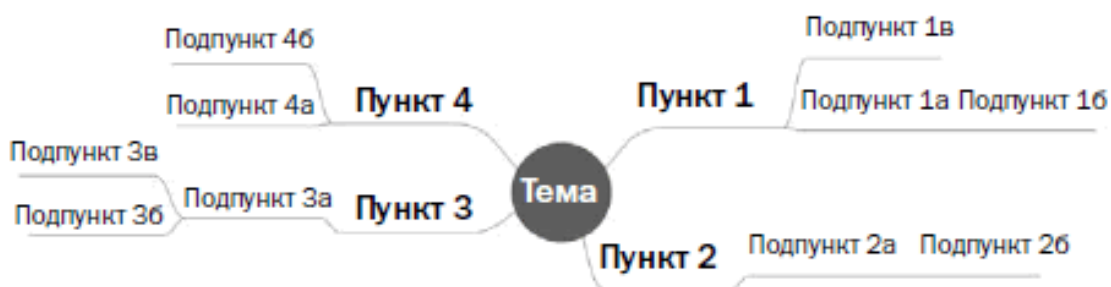 Подпункт 4б
Подпункт 4а
Пункт 4
Подпункт 1в
Пункт 1
Подпункт 1а Подпункт 1б
Подпункт 3в
Подпункт 3б
Подпункт 3а
Пункт 3
Тема
Пункт 2
Подпункт 2а Подпункт 2б